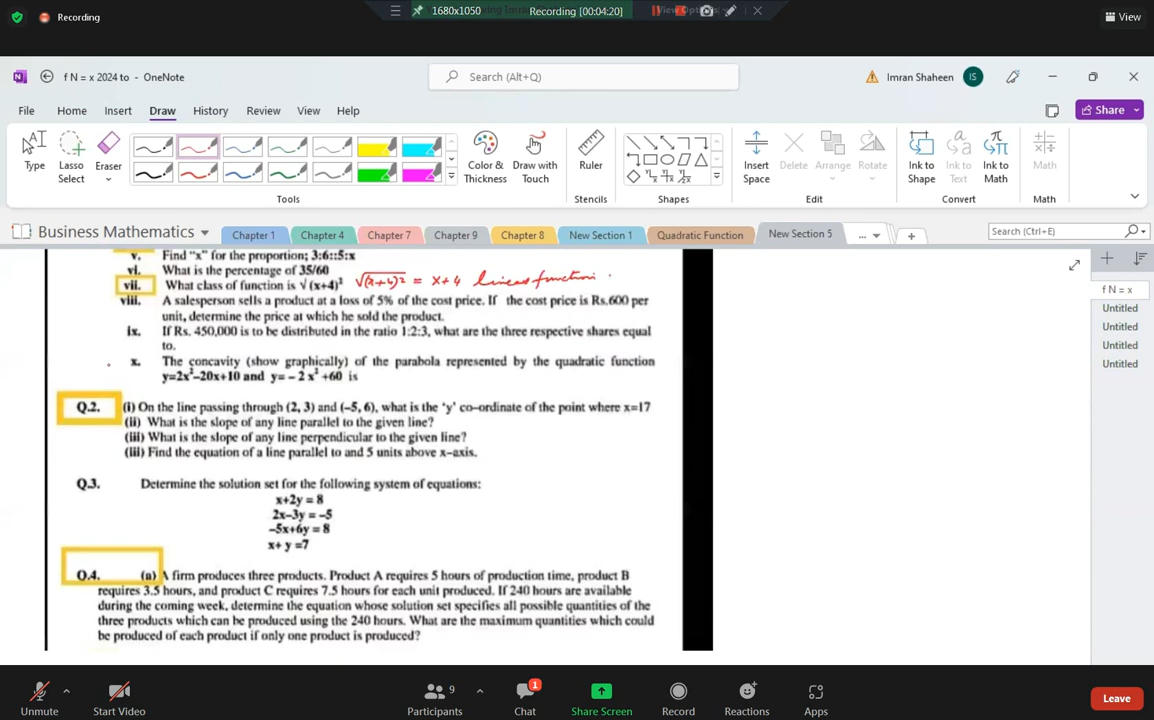 Recording
1680x1050
Recording [00:04:20]
View
f N = x 2024 to - OneNote
Search (Alt+Q)
Imran Shaheen
IS
File
Home
Insert
Draw
History
Review
View
Help
Share
Type
Lasso Select
Eraser
Color & Thickness
Draw with Touch
Ruler
Insert Space
Delete
Arrange
Rotate
Ink to Shape
Ink to Text
Ink to Math
Math
Tools
Stencils
Shapes
Edit
Convert
Math
Business Mathematics
Chapter 1
Chapter 4
Chapter 7
Chapter 9
Chapter 8
New Section 1
Quadratic Function
New Section 5
...
Search (Ctrl+E)
v. Find "x" for the proportion; 3:6::5:x
vi. What is the percentage of 35/60
vii. What class of function is √ (x+4)² √(x+4)² = x+4 linear function
viii. A salesperson sells a product at a loss of 5% of the cost price. If the cost price is Rs.600 per
unit, determine the price at which he sold the product.
ix. If Rs. 450,000 is to be distributed in the ratio 1:2:3, what are the three respective shares equal
to.
x. The concavity (show graphically) of the parabola represented by the quadratic function
y=2x²-20x+10 and y= – 2 x² +60 is
Q.2. (i) On the line passing through (2, 3) and (–5, 6), what is the 'y' co-ordinate of the point where x=17
(ii) What is the slope of any line parallel to the given line?
(iii) What is the slope of any line perpendicular to the given line?
(iii) Find the equation of a line parallel to and 5 units above x-axis.
Q.3. Determine the solution set for the following system of equations:
x+2y = 8
2x–3y = –5
–5x+6y = 8
x+ y =7
Q.4. (a) A firm produces three products. Product A requires 5 hours of production time, product B
requires 3.5 hours, and product C requires 7.5 hours for each unit produced. If 240 hours are available
during the coming week, determine the equation whose solution set specifies all possible quantities of the
three products which can be produced using the 240 hours. What are the maximum quantities which could
be produced of each product if only one product is produced?
f N = x
Untitled
Untitled
Untitled
Untitled
Unmute
Start Video
9
Participants
1
Chat
Share Screen
Record
Reactions
Apps
Leave